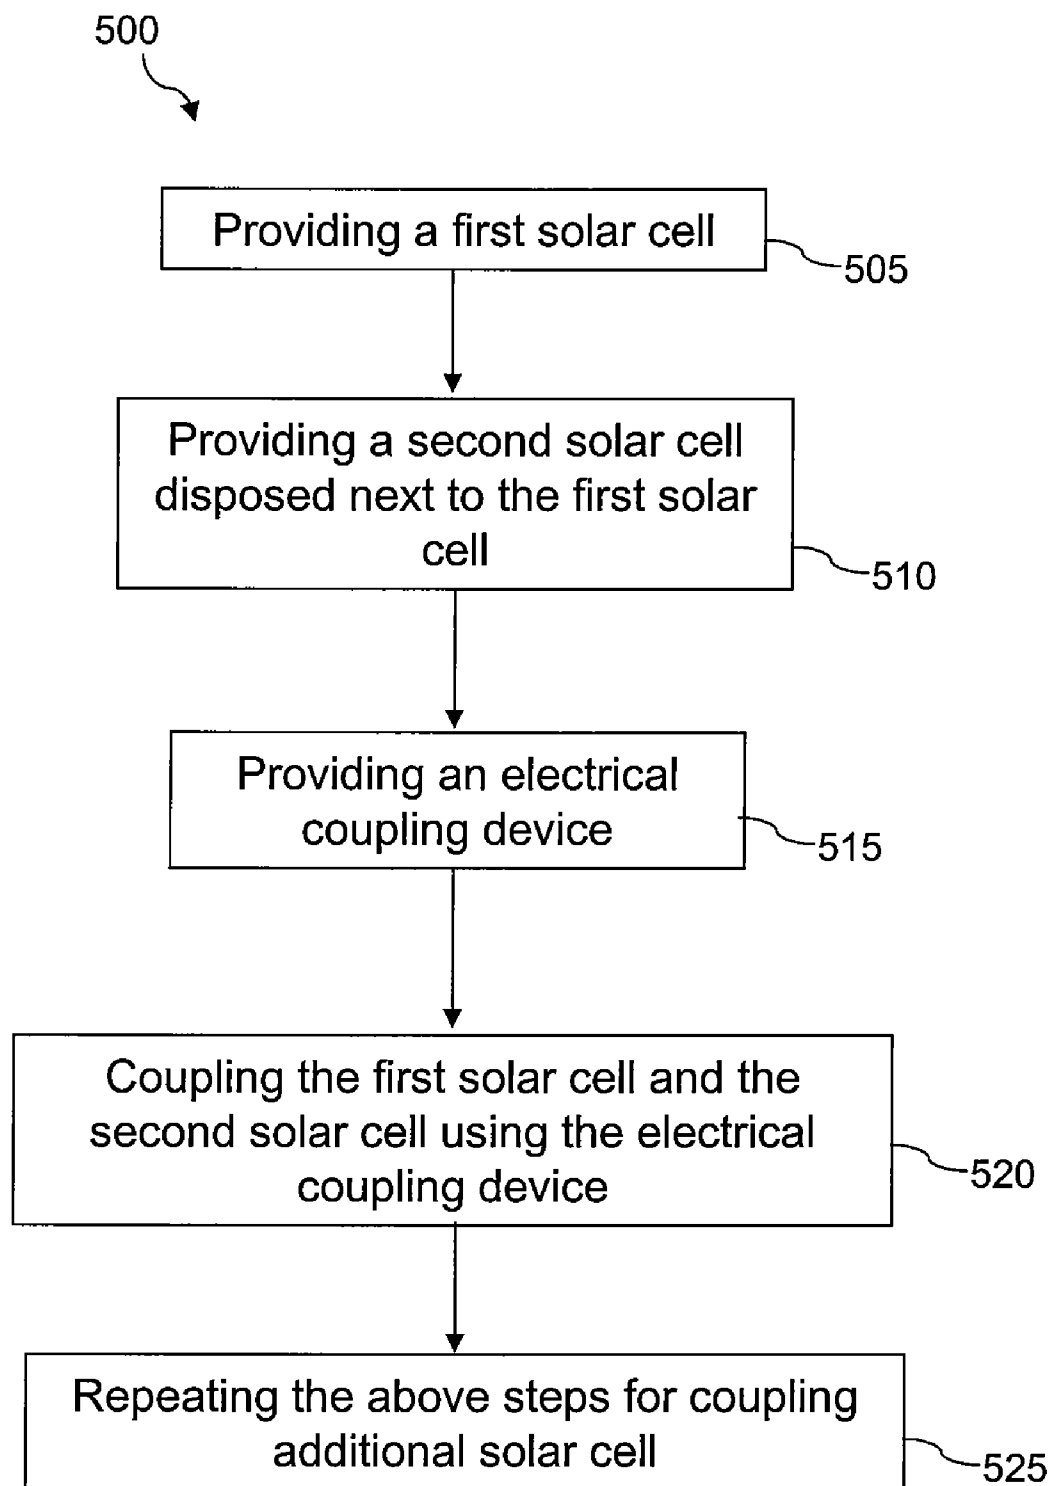 500
Providing a first solar cell
505
Providing a second solar cell
disposed next to the first solar
cell
510
Providing an electrical
coupling device
515
Coupling the first solar cell and the
second solar cell using the electrical
coupling device
520
Repeating the above steps for coupling
additional solar cell
525